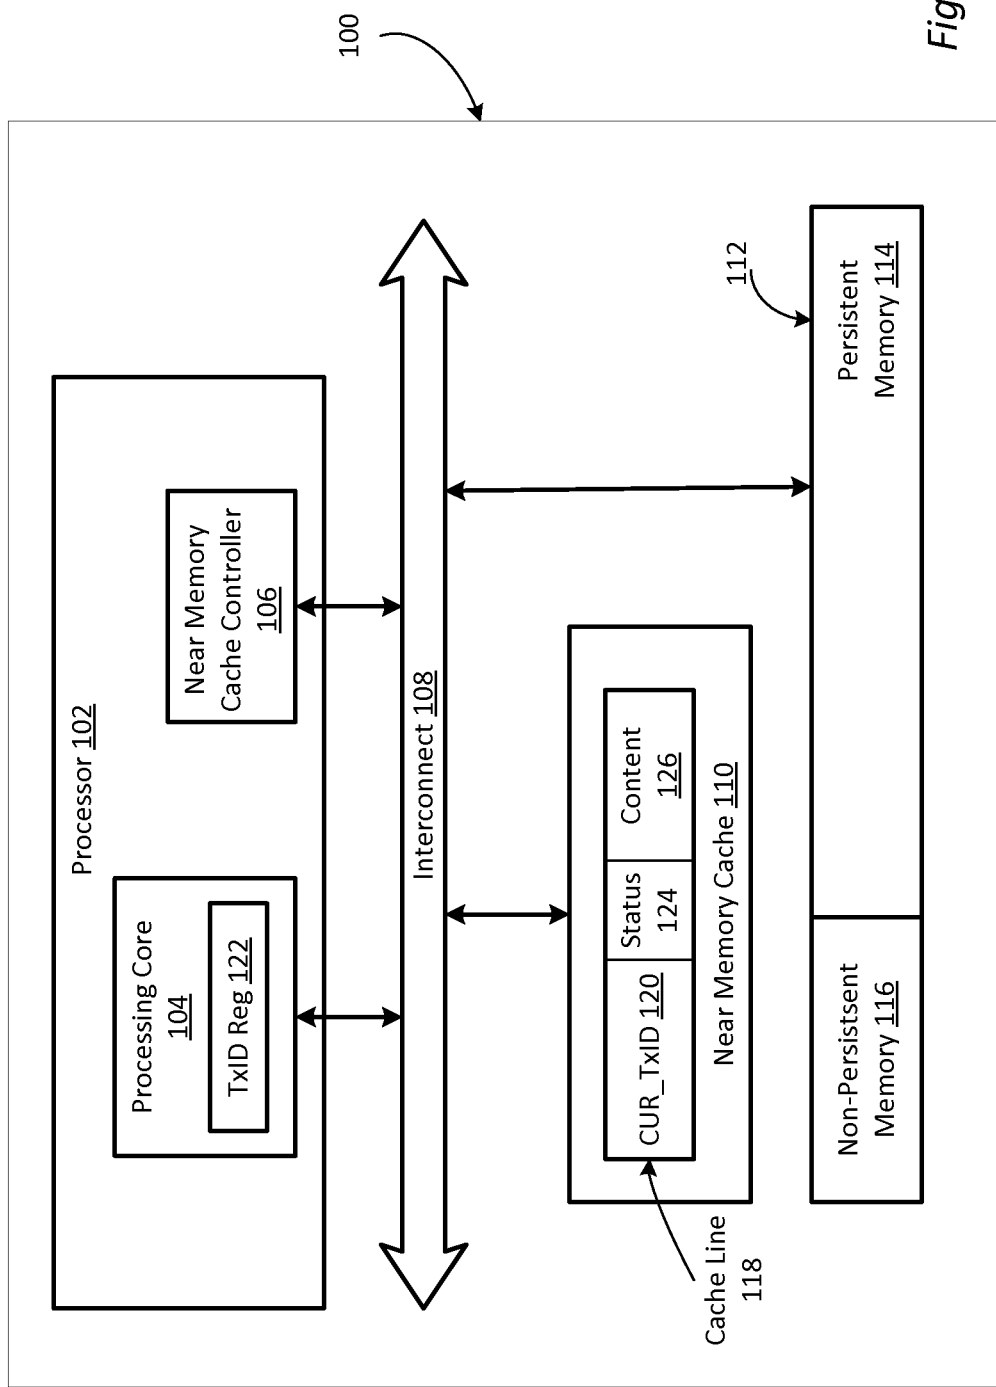 100
Processor 102
Processing Core
104
TxID Reg 122
Near Memory
Cache Controller
106
Interconnect 108
Cache Line
118
CUR_TxID 120
Status
124
Content
126
Near Memory Cache 110
112
Non-Persistsent
Memory 116
Persistent
Memory 114
Fig